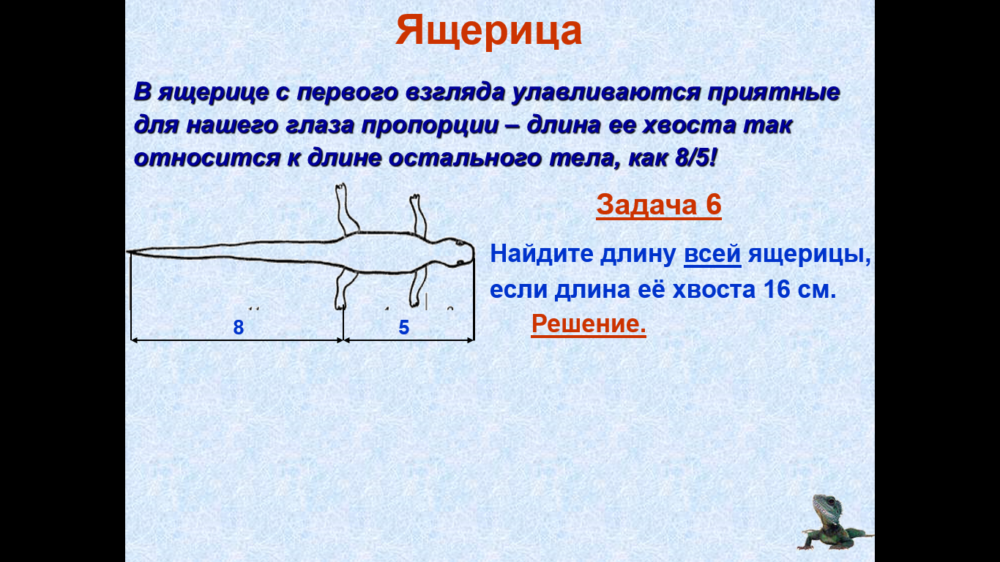 Ящерица
В ящерице с первого взгляда улавливаются приятные
для нашего глаза пропорции – длина ее хвоста так
относится к длине остального тела, как 8/5!
Задача 6
Найдите длину всей ящерицы,
если длина её хвоста 16 см.
Решение.
8 5